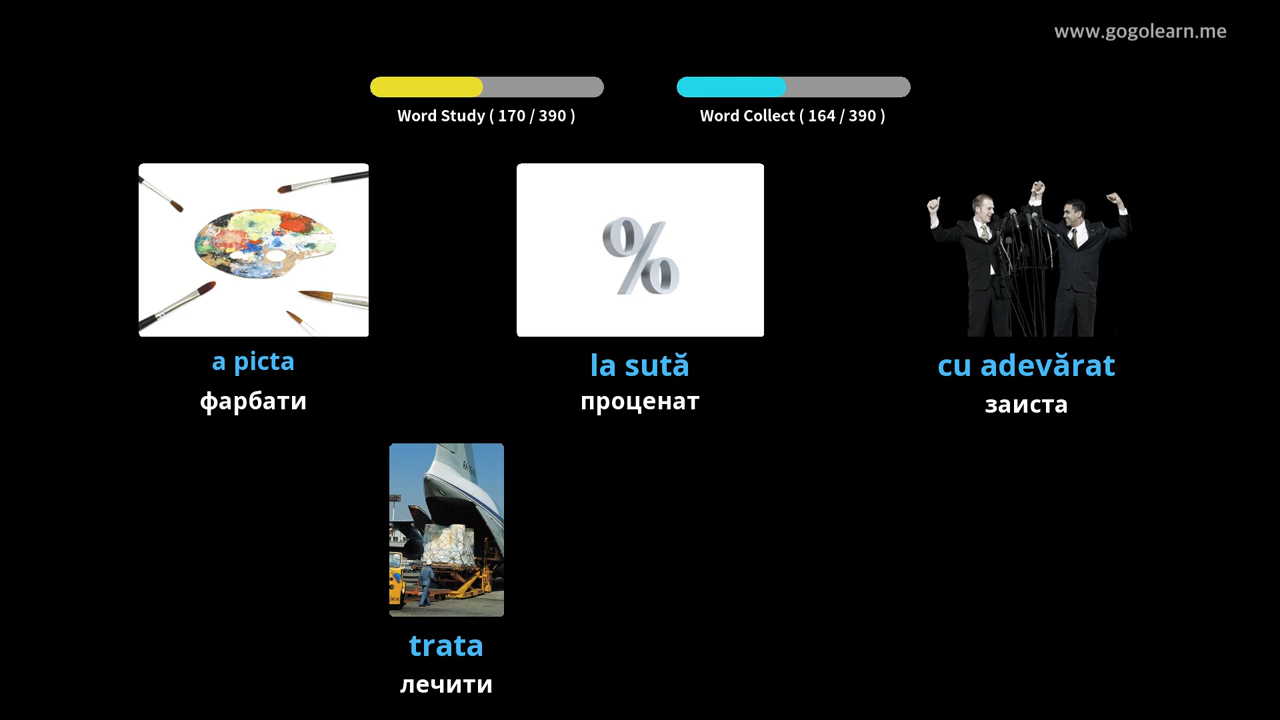 www.gogolearn.me
Word Study ( 170 / 390 )
Word Collect ( 164 / 390 )
a picta
фарбати
la sută
проценат
cu adevărat
заиста
trata
лечити